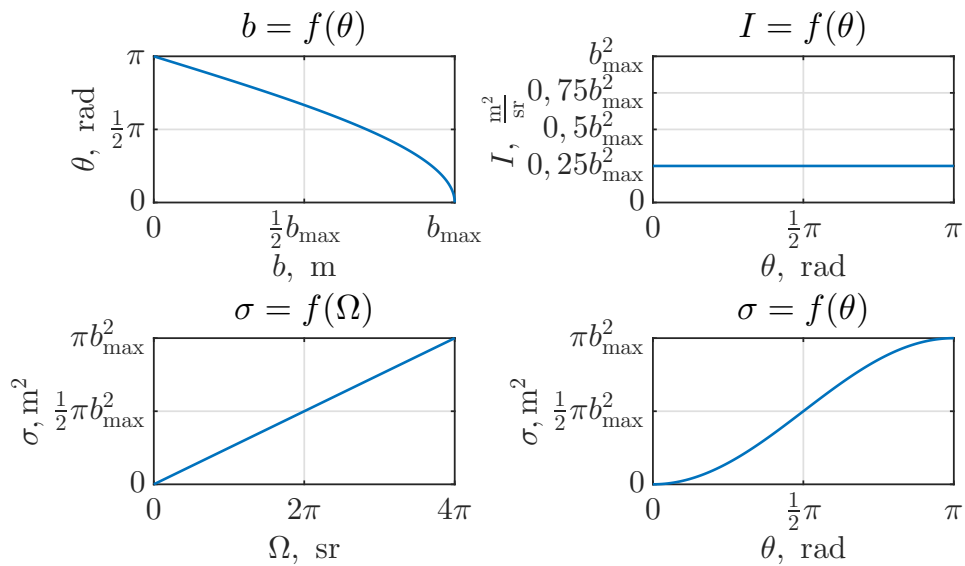 b = f(θ)
π
½π
0
θ, rad
0 ½b_max b_max
b, m
I = f(θ)
b²_max
0, 75b²_max
0, 5b²_max
0, 25b²_max
0
I, m²/sr
0 ½π π
θ, rad
σ = f(Ω)
πb²_max
½πb²_max
0
σ, m²
0 2π 4π
Ω, sr
σ = f(θ)
πb²_max
½πb²_max
0
σ, m²
0 ½π π
θ, rad